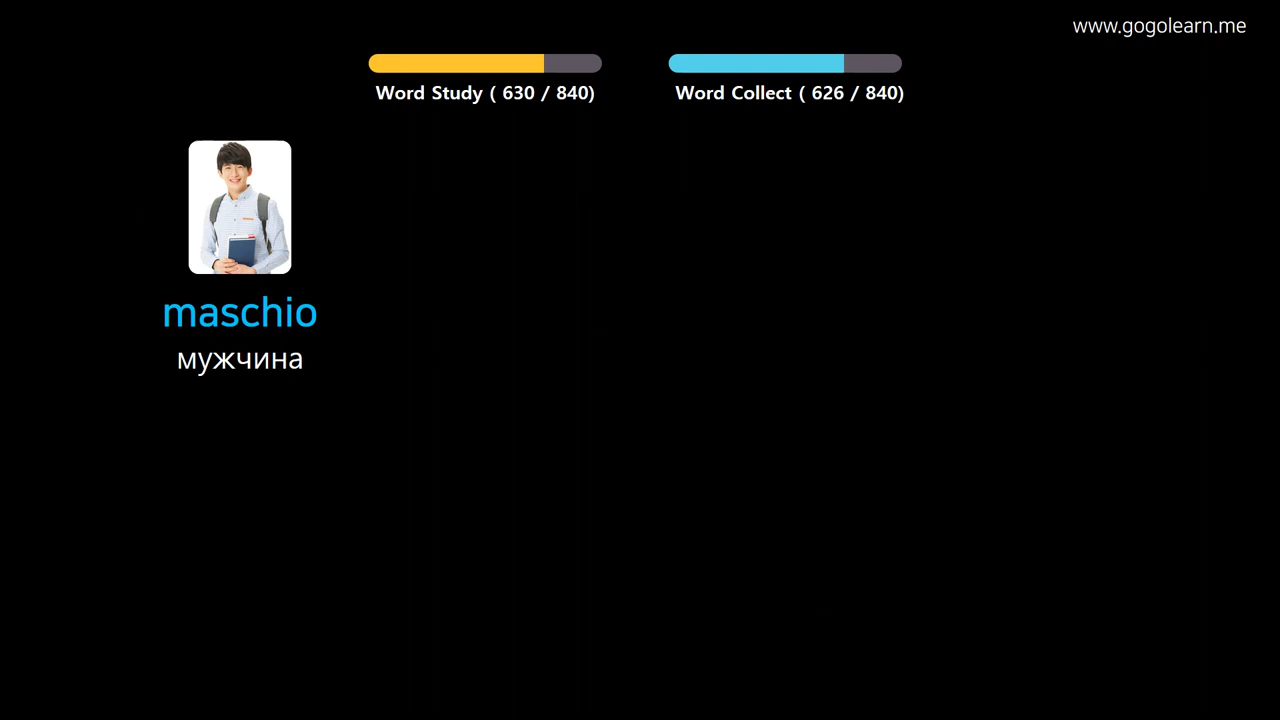 www.gogolearn.me
Word Study ( 630 / 840)
Word Collect ( 626 / 840)
maschio
мужчина